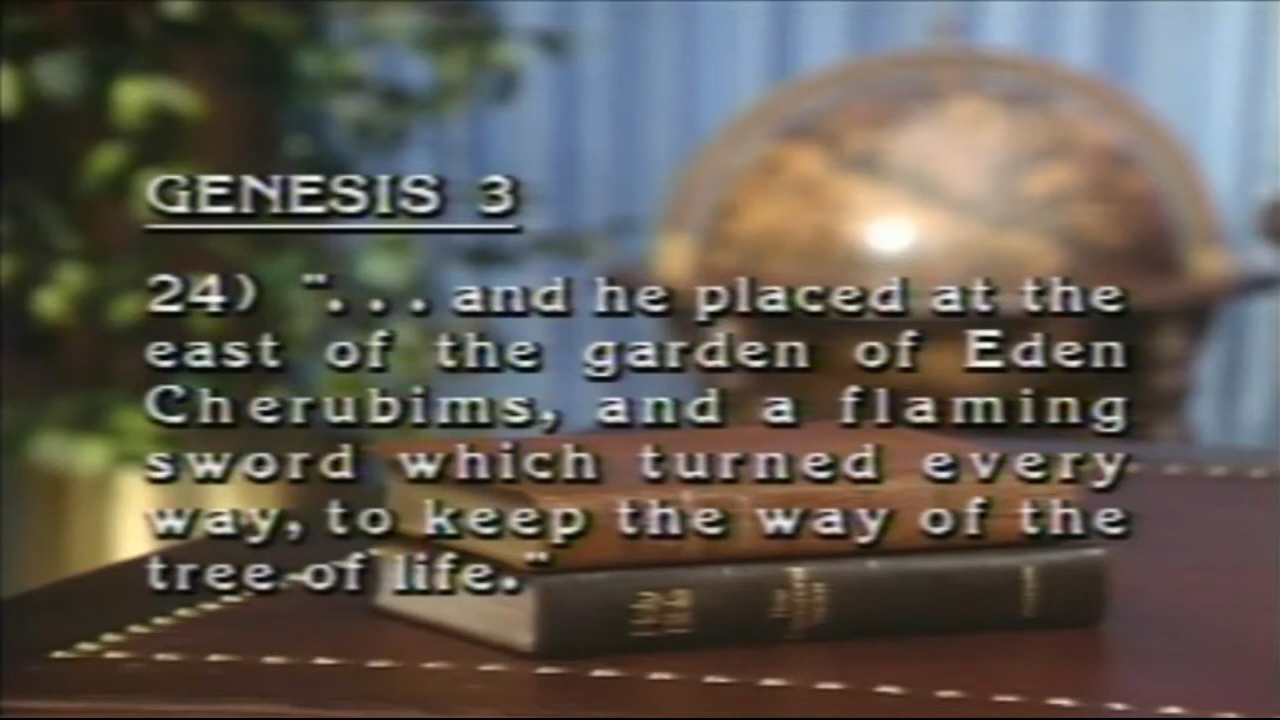 GENESIS 3
24) ". . . and he placed at the
east of the garden of Eden
Cherubims, and a flaming
sword which turned every
way, to keep the way of the
tree of life."